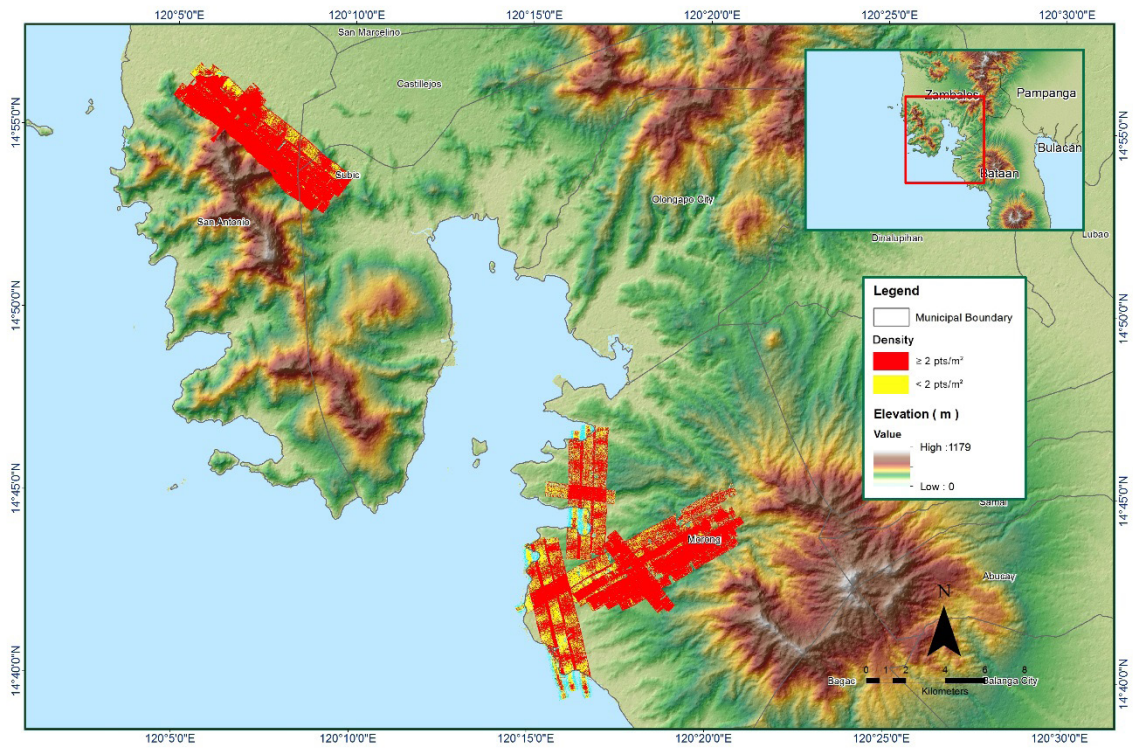 120°5'0"E 120°10'0"E 120°15'0"E 120°20'0"E 120°25'0"E 120°30'0"E
San Marcelino
Castillejos
Zambales
Pampanga
14°55'0"N
14°55'0"N
Bulacan
Subic
Bataan
Olongapo City
San Antonio
Dinalupihan
Lubao
14°50'0"N
14°50'0"N
Legend
Municipal Boundary
Density
≥ 2 pts/m²
< 2 pts/m²
Elevation ( m )
Value
High : 1179
Low : 0
14°45'0"N
14°45'0"N
Samal
Morong
Abucay
N
14°40'0"N
14°40'0"N
0 1 2 4 6 8
Kilometers
Bagac
Balanga City
120°5'0"E 120°10'0"E 120°15'0"E 120°20'0"E 120°25'0"E 120°30'0"E